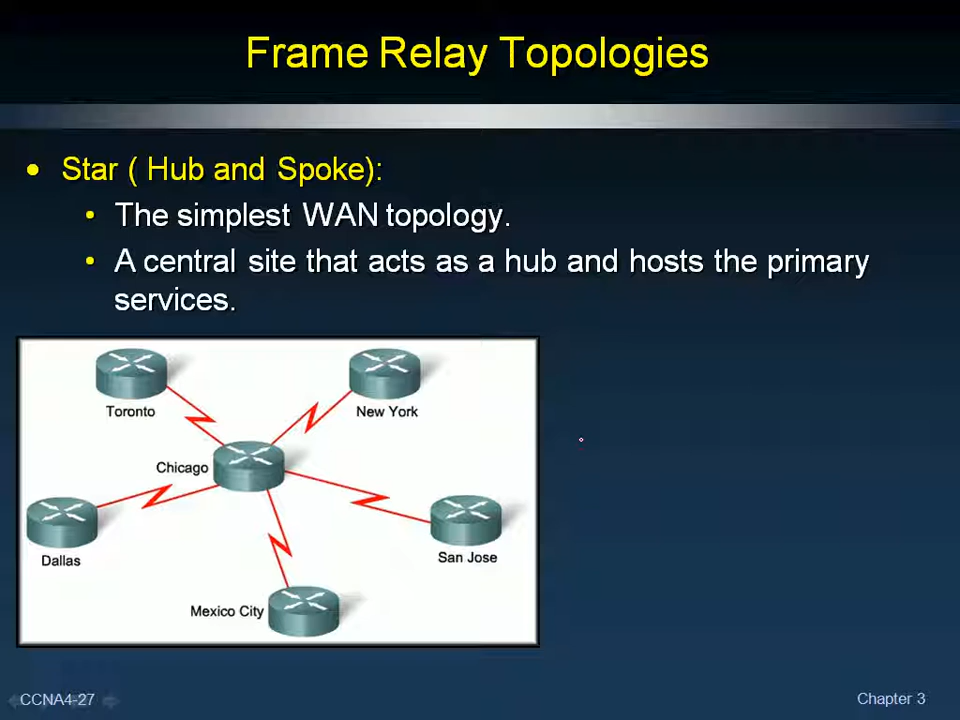 Frame Relay Topologies
• Star ( Hub and Spoke):
• The simplest WAN topology.
• A central site that acts as a hub and hosts the primary
services.
Toronto
New York
Chicago
Dallas
San Jose
Mexico City
CCNA4-27
Chapter 3